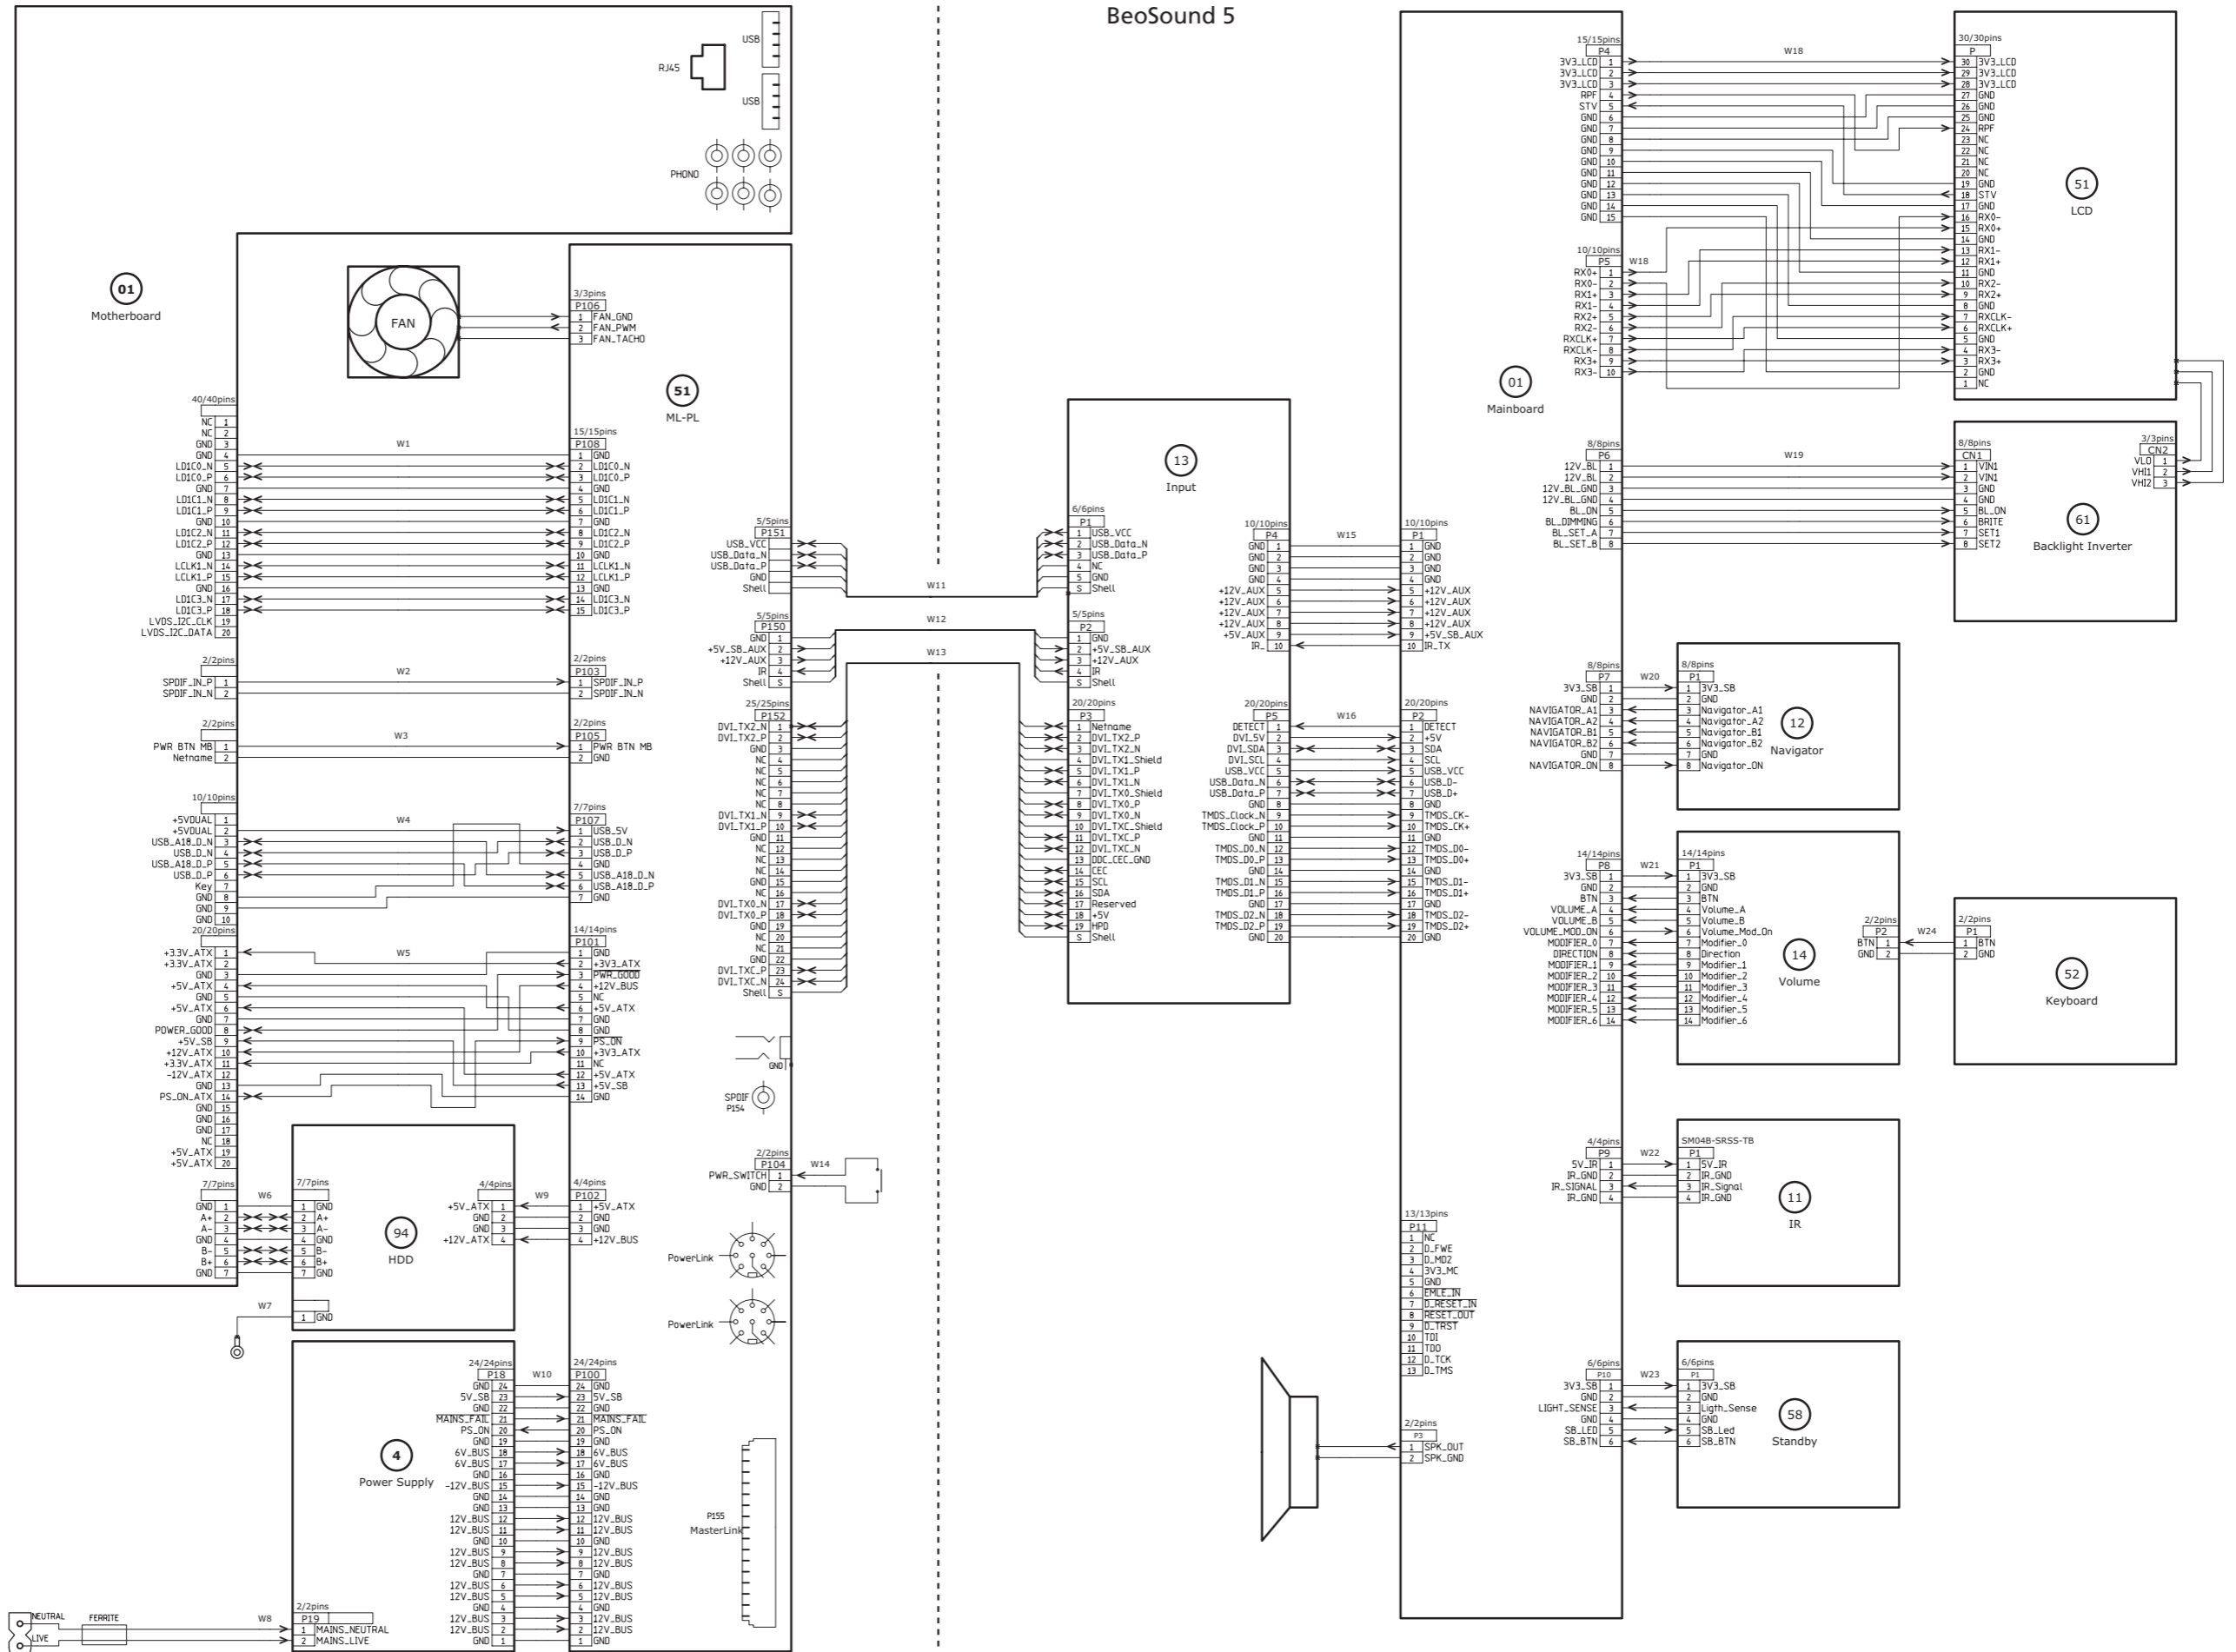 BeoSound 5
USB
RJ45
USB
PHONO
01
Motherboard
FAN
3/3pins
P106
1 FAN_GND
2 FAN_PWM
3 FAN_TACHO
51
ML-PL
40/40pins
NC 1
NC 2
GND 3
GND 4
LD1C0_N 5
LD1C0_P 6
GND 7
LD1C1_N 8
LD1C1_P 9
GND 10
LD1C2_N 11
LD1C2_P 12
GND 13
LCLK1_N 14
LCLK1_P 15
GND 16
LD1C3_N 17
LD1C3_P 18
LVDS_I2C_CLK 19
LVDS_I2C_DATA 20
W1
15/15pins
P108
1 GND
2 LD1C0_N
3 LD1C0_P
4 GND
5 LD1C1_N
6 LD1C1_P
7 GND
8 LD1C2_N
9 LD1C2_P
10 GND
11 LCLK1_N
12 LCLK1_P
13 GND
14 LD1C3_N
15 LD1C3_P
2/2pins
SPDIF_IN_P 1
SPDIF_IN_N 2
W2
2/2pins
P103
1 SPDIF_IN_P
2 SPDIF_IN_N
2/2pins
PWR BTN MB 1
Netname 2
W3
2/2pins
P105
1 PWR BTN MB
2 GND
10/10pins
+5VDUAL 1
+5VDUAL 2
USB_A18_D_N 3
USB_D_N 4
USB_A18_D_P 5
USB_D_P 6
Key 7
GND 8
GND 9
GND 10
W4
7/7pins
P107
1 USB_5V
2 USB_D_N
3 USB_D_P
4 GND
5 USB_A18_D_N
6 USB_A18_D_P
7 GND
20/20pins
+3.3V_ATX 1
+3.3V_ATX 2
GND 3
+5V_ATX 4
GND 5
+5V_ATX 6
GND 7
POWER_GOOD 8
+5V_SB 9
+12V_ATX 10
+3.3V_ATX 11
-12V_ATX 12
GND 13
PS_ON_ATX 14
GND 15
GND 16
GND 17
NC 18
+5V_ATX 19
+5V_ATX 20
W5
14/14pins
P101
1 GND
2 +3V3_ATX
3 PWR_GOOD
4 +12V_BUS
5 NC
6 +5V_ATX
7 GND
8 GND
9 PS_ON
10 +3V3_ATX
11 NC
12 +5V_ATX
13 +5V_SB
14 GND
7/7pins
GND 1
A+ 2
A- 3
GND 4
B- 5
B+ 6
GND 7
W6
7/7pins
1 GND
2 A+
3 A-
4 GND
5 B-
6 B+
7 GND
94
HDD
4/4pins
+5V_ATX 1
GND 2
GND 3
+12V_ATX 4
W9
4/4pins
P102
1 +5V_ATX
2 GND
3 GND
4 +12V_BUS
W7
1 GND
4
Power Supply
24/24pins
P18
GND 24
5V_SB 23
GND 22
MAINS_FAIL 21
PS_ON 20
GND 19
6V_BUS 18
6V_BUS 17
GND 16
-12V_BUS 15
GND 14
GND 13
12V_BUS 12
12V_BUS 11
GND 10
12V_BUS 9
12V_BUS 8
GND 7
12V_BUS 6
12V_BUS 5
GND 4
12V_BUS 3
12V_BUS 2
GND 1
W10
24/24pins
P100
24 GND
23 5V_SB
22 GND
21 MAINS_FAIL
20 PS_ON
19 GND
18 6V_BUS
17 6V_BUS
16 GND
15 -12V_BUS
14 GND
13 GND
12 12V_BUS
11 12V_BUS
10 GND
9 12V_BUS
8 12V_BUS
7 GND
6 12V_BUS
5 12V_BUS
4 GND
3 12V_BUS
2 12V_BUS
1 GND
NEUTRAL
LIVE
FERRITE
W8
2/2pins
P19
1 MAINS_NEUTRAL
2 MAINS_LIVE
5/5pins
P151
USB_VCC
USB_Data_N
USB_Data_P
GND
Shell
W11
5/5pins
P150
GND 1
+5V_SB_AUX 2
+12V_AUX 3
IR 4
Shell S
W12
25/25pins
P152
DVI_TX2_N 1
DVI_TX2_P 2
GND 3
NC 4
NC 5
NC 6
NC 7
NC 8
DVI_TX1_N 9
DVI_TX1_P 10
GND 11
NC 12
NC 13
NC 14
GND 15
NC 16
DVI_TX0_N 17
DVI_TX0_P 18
GND 19
NC 20
NC 21
GND 22
DVI_TXC_P 23
DVI_TXC_N 24
Shell S
W13
GND
SPDIF
P154
2/2pins
P104
PWR_SWITCH 1
GND 2
W14
PowerLink
PowerLink
P155
MasterLink
13
Input
6/6pins
P1
1 USB_VCC
2 USB_Data_N
3 USB_Data_P
4 NC
5 GND
S Shell
5/5pins
P2
1 GND
2 +5V_SB_AUX
3 +12V_AUX
4 IR
S Shell
20/20pins
P3
1 Netname
2 DVI_TX2_P
3 DVI_TX2_N
4 DVI_TX1_Shield
5 DVI_TX1_P
6 DVI_TX1_N
7 DVI_TX0_Shield
8 DVI_TX0_P
9 DVI_TX0_N
10 DVI_TXC_Shield
11 DVI_TXC_P
12 DVI_TXC_N
13 DDC_CEC_GND
14 CEC
15 SCL
16 SDA
17 Reserved
18 +5V
19 HPD
S Shell
10/10pins
P4
GND 1
GND 2
GND 3
GND 4
+12V_AUX 5
+12V_AUX 6
+12V_AUX 7
+12V_AUX 8
+5V_AUX 9
IR_ 10
W15
10/10pins
P1
1 GND
2 GND
3 GND
4 GND
5 +12V_AUX
6 +12V_AUX
7 +12V_AUX
8 +12V_AUX
9 +5V_SB_AUX
10 IR_TX
20/20pins
P5
DETECT 1
DVI_5V 2
DVI_SDA 3
DVI_SCL 4
USB_VCC 5
USB_Data_N 6
USB_Data_P 7
GND 8
TMDS_Clock_N 9
TMDS_Clock_P 10
GND 11
TMDS_D0_N 12
TMDS_D0_P 13
GND 14
TMDS_D1_N 15
TMDS_D1_P 16
GND 17
TMDS_D2_N 18
TMDS_D2_P 19
GND 20
W16
20/20pins
P2
1 DETECT
2 +5V
3 SDA
4 SCL
5 USB_VCC
6 USB_D-
7 USB_D+
8 GND
9 TMDS_CK-
10 TMDS_CK+
11 GND
12 TMDS_D0-
13 TMDS_D0+
14 GND
15 TMDS_D1-
16 TMDS_D1+
17 GND
18 TMDS_D2-
19 TMDS_D2+
20 GND
01
Mainboard
13/13pins
P11
1 NC
2 D_FWE
3 D_MD2
4 3V3_MC
5 GND
6 EMLE_IN
7 D_RESET_IN
8 RESET_OUT
9 D_TRST
10 TDI
11 TDO
12 D_TCK
13 D_TMS
2/2pins
P3
1 SPK_OUT
2 SPK_GND
15/15pins
P4
3V3_LCD 1
3V3_LCD 2
3V3_LCD 3
RPF 4
STV 5
GND 6
GND 7
GND 8
GND 9
GND 10
GND 11
GND 12
GND 13
GND 14
GND 15
W18
10/10pins
P5
RX0+ 1
RX0- 2
RX1+ 3
RX1- 4
RX2+ 5
RX2- 6
RXCLK+ 7
RXCLK- 8
RX3+ 9
RX3- 10
W18
30/30pins
P
30 3V3_LCD
29 3V3_LCD
28 3V3_LCD
27 GND
26 GND
25 GND
24 RPF
23 NC
22 NC
21 NC
20 NC
19 GND
18 STV
17 GND
16 RX0-
15 RX0+
14 GND
13 RX1-
12 RX1+
11 GND
10 RX2-
9 RX2+
8 GND
7 RXCLK-
6 RXCLK+
5 GND
4 RX3-
3 RX3+
2 GND
1 NC
51
LCD
8/8pins
P6
12V_BL 1
12V_BL 2
12V_BL_GND 3
12V_BL_GND 4
BL_ON 5
BL_DIMMING 6
BL_SET_A 7
BL_SET_B 8
W19
8/8pins
CN1
1 VIN1
2 VIN1
3 GND
4 GND
5 BL_ON
6 BRITE
7 SET1
8 SET2
3/3pins
CN2
VLO 1
VHI1 2
VHI2 3
61
Backlight Inverter
8/8pins
P7
3V3_SB 1
GND 2
NAVIGATOR_A1 3
NAVIGATOR_A2 4
NAVIGATOR_B1 5
NAVIGATOR_B2 6
GND 7
NAVIGATOR_ON 8
W20
8/8pins
P1
1 3V3_SB
2 GND
3 Navigator_A1
4 Navigator_A2
5 Navigator_B1
6 Navigator_B2
7 GND
8 Navigator_ON
12
Navigator
14/14pins
P8
3V3_SB 1
GND 2
BTN 3
VOLUME_A 4
VOLUME_B 5
VOLUME_MOD_ON 6
MODIFIER_0 7
DIRECTION 8
MODIFIER_1 9
MODIFIER_2 10
MODIFIER_3 11
MODIFIER_4 12
MODIFIER_5 13
MODIFIER_6 14
W21
14/14pins
P1
1 3V3_SB
2 GND
3 BTN
4 Volume_A
5 Volume_B
6 Volume_Mod_On
7 Modifier_0
8 Direction
9 Modifier_1
10 Modifier_2
11 Modifier_3
12 Modifier_4
13 Modifier_5
14 Modifier_6
14
Volume
2/2pins
P2
BTN 1
GND 2
W24
2/2pins
P1
1 BTN
2 GND
52
Keyboard
4/4pins
P9
5V_IR 1
IR_GND 2
IR_SIGNAL 3
IR_GND 4
W22
SM04B-SRSS-TB
P1
1 5V_IR
2 IR_GND
3 IR_Signal
4 IR_GND
11
IR
6/6pins
P10
3V3_SB 1
GND 2
LIGHT_SENSE 3
GND 4
SB_LED 5
SB_BTN 6
W23
6/6pins
P1
1 3V3_SB
2 GND
3 Ligth_Sense
4 GND
5 SB_Led
6 SB_BTN
58
Standby